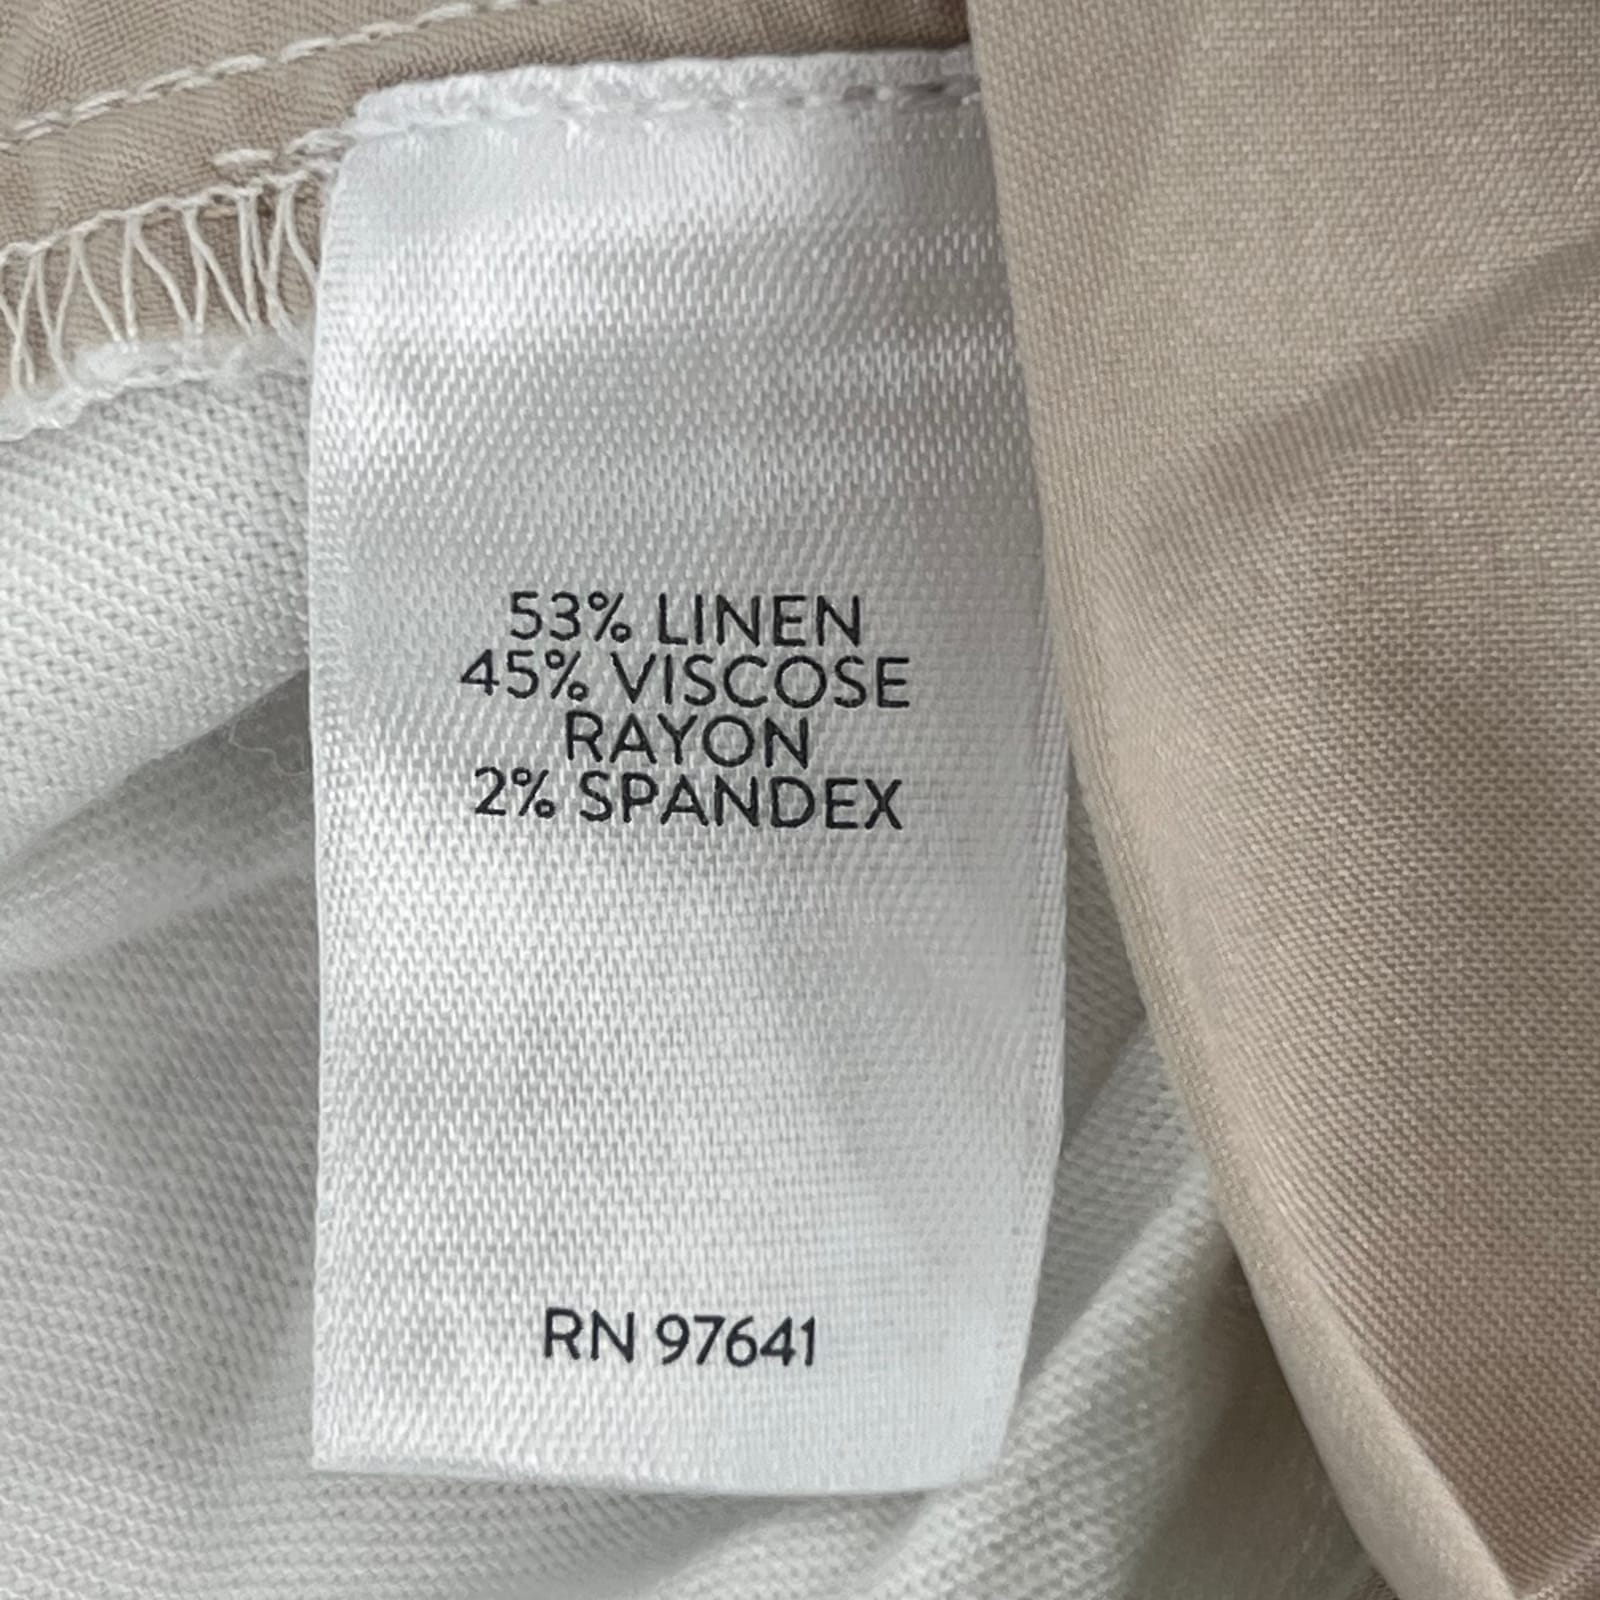 53% LINEN
45% VISCOSE
RAYON
2% SPANDEX
RN 97641